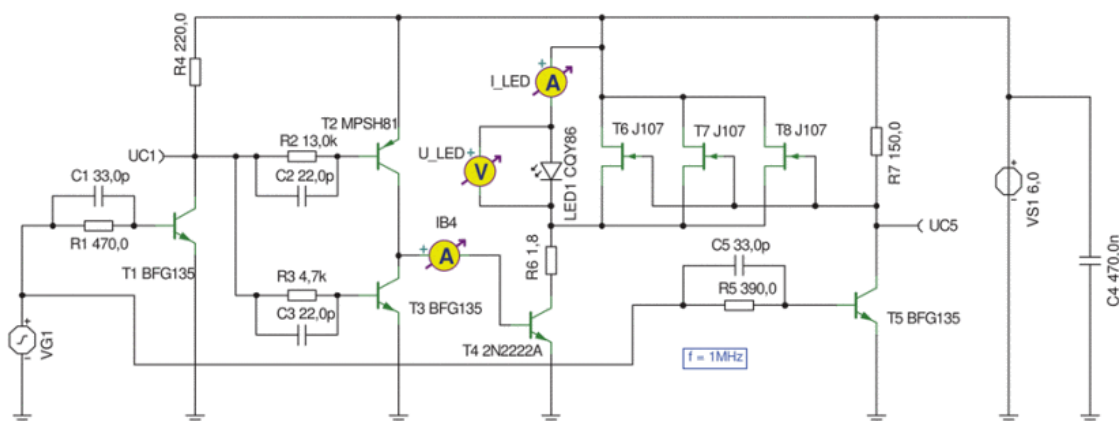 R4 220,0
I_LED
+
A
T2 MPSH81
T6 J107
T7 J107
T8 J107
UC1
R2 13,0k
U_LED
+
V
LED1 CQY86
R7 150,0
C2 22,0p
C1 33,0p
+
VS1 6,0
-
R1 470,0
IB4
+
A
UC5
R6 1,8
C5 33,0p
C4 470,0n
T1 BFG135
R3 4,7k
R5 390,0
C3 22,0p
T3 BFG135
T5 BFG135
+
VG1
-
T4 2N2222A
f = 1MHz